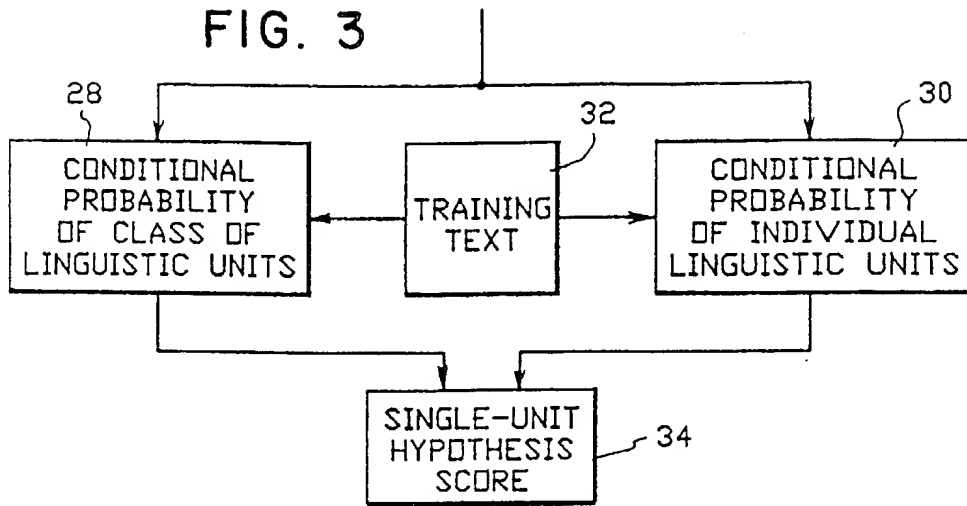 FIG. 3
28
CONDITIONAL
PROBABILITY
OF CLASS OF
LINGUISTIC UNITS
32
TRAINING
TEXT
30
CONDITIONAL
PROBABILITY
OF INDIVIDUAL
LINGUISTIC UNITS
SINGLE-UNIT
HYPOTHESIS
SCORE
34